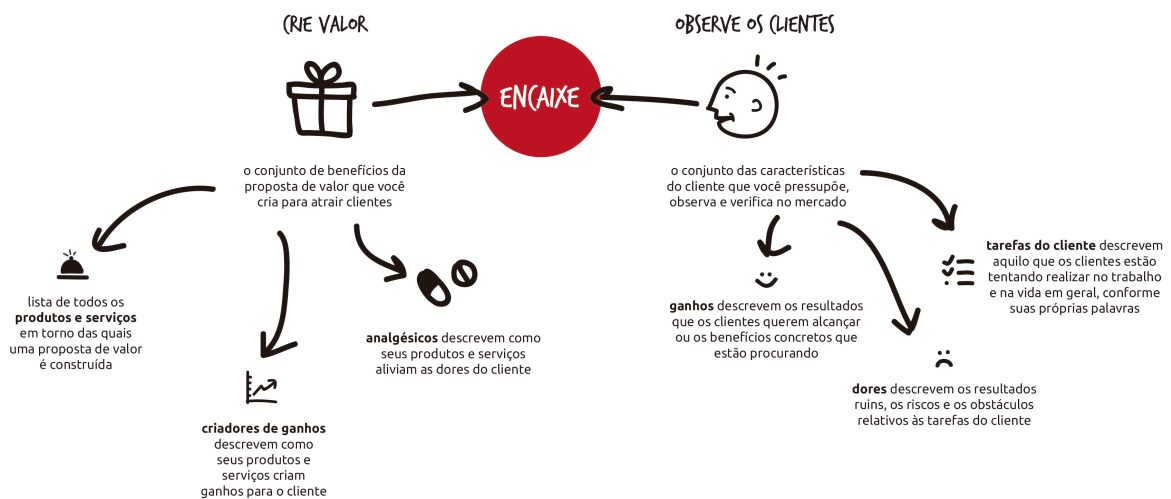 CRIE VALOR
OBSERVE OS CLIENTES
ENCAIXE
o conjunto de benefícios da
proposta de valor que você
cria para atrair clientes
o conjunto das características
do cliente que você pressupõe,
observa e verifica no mercado
lista de todos os
produtos e serviços
em torno das quais
uma proposta de valor
é construída
criadores de ganhos
descrevem como
seus produtos e
serviços criam
ganhos para o cliente
analgésicos descrevem como
seus produtos e serviços
aliviam as dores do cliente
ganhos descrevem os resultados
que os clientes querem alcançar
ou os benefícios concretos que
estão procurando
dores descrevem os resultados
ruins, os riscos e os obstáculos
relativos às tarefas do cliente
tarefas do cliente descrevem
aquilo que os clientes estão
tentando realizar no trabalho
e na vida em geral, conforme
suas próprias palavras